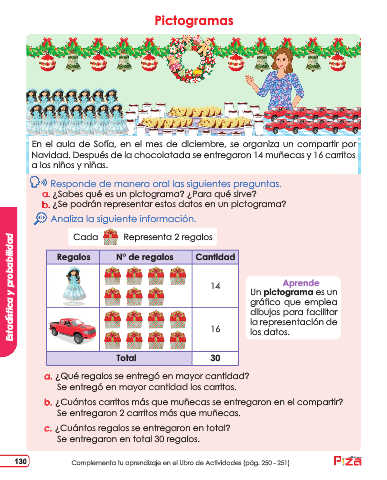 Pictogramas
En el aula de Sofía, en el mes de diciembre, se organiza un compartir por
Navidad. Después de la chocolatada se entregaron 14 muñecas y 16 carritos
a los niños y niñas.
Responde de manera oral las siguientes preguntas.
a. ¿Sabes qué es un pictograma? ¿Para qué sirve?
b. ¿Se podrán representar estos datos en un pictograma?
Analiza la siguiente información.
Cada Representa 2 regalos
Regalos N° de regalos Cantidad
14
16
Total 30
Aprende
Un pictograma es un
gráfico que emplea
dibujos para facilitar
la representación de
los datos.
a. ¿Qué regalos se entregó en mayor cantidad?
Se entregó en mayor cantidad los carritos.
b. ¿Cuántos carritos más que muñecas se entregaron en el compartir?
Se entregaron 2 carritos más que muñecas.
c. ¿Cuántos regalos se entregaron en total?
Se entregaron en total 30 regalos.
Estadística y probabilidad
130
Complementa tu aprendizaje en el Libro de Actividades (pág. 250 - 251)